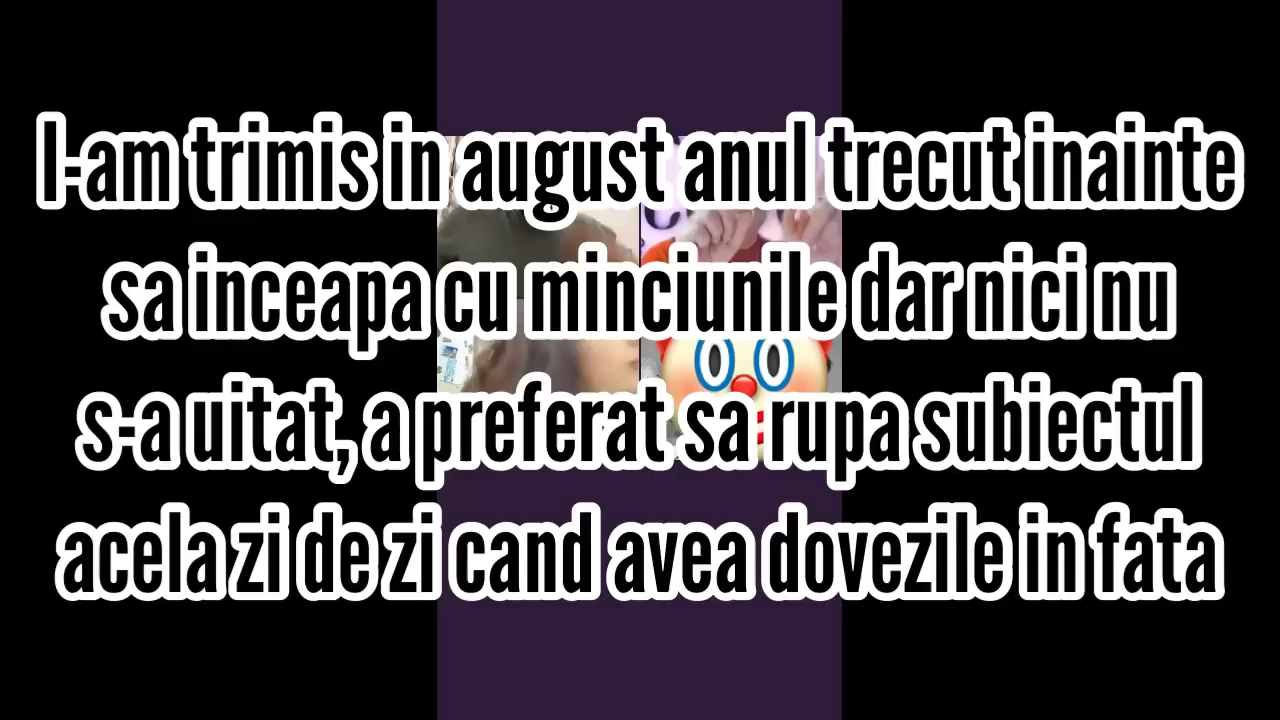 I-am trimis in august anul trecut inainte
sa inceapa cu minciunile dar nici nu
s-a uitat, a preferat sa rupa subiectul
acela zi de zi cand avea dovezile in fata